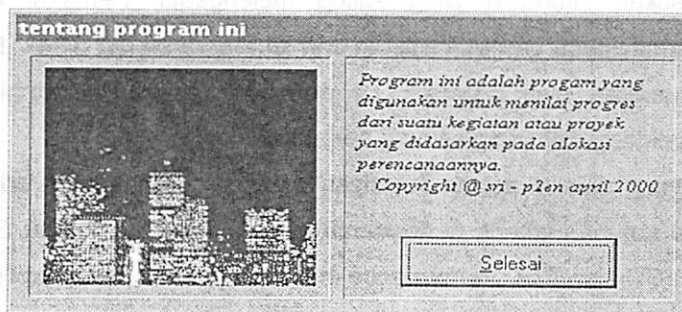 tentang program ini
Program ini adalah progam yang
digunakan untuk menilai progres
dari suatu kegiatan atau proyek
yang didasarkan pada alokasi
perencanaannya.
Copyright @ sri - p2en april 2000
Selesai